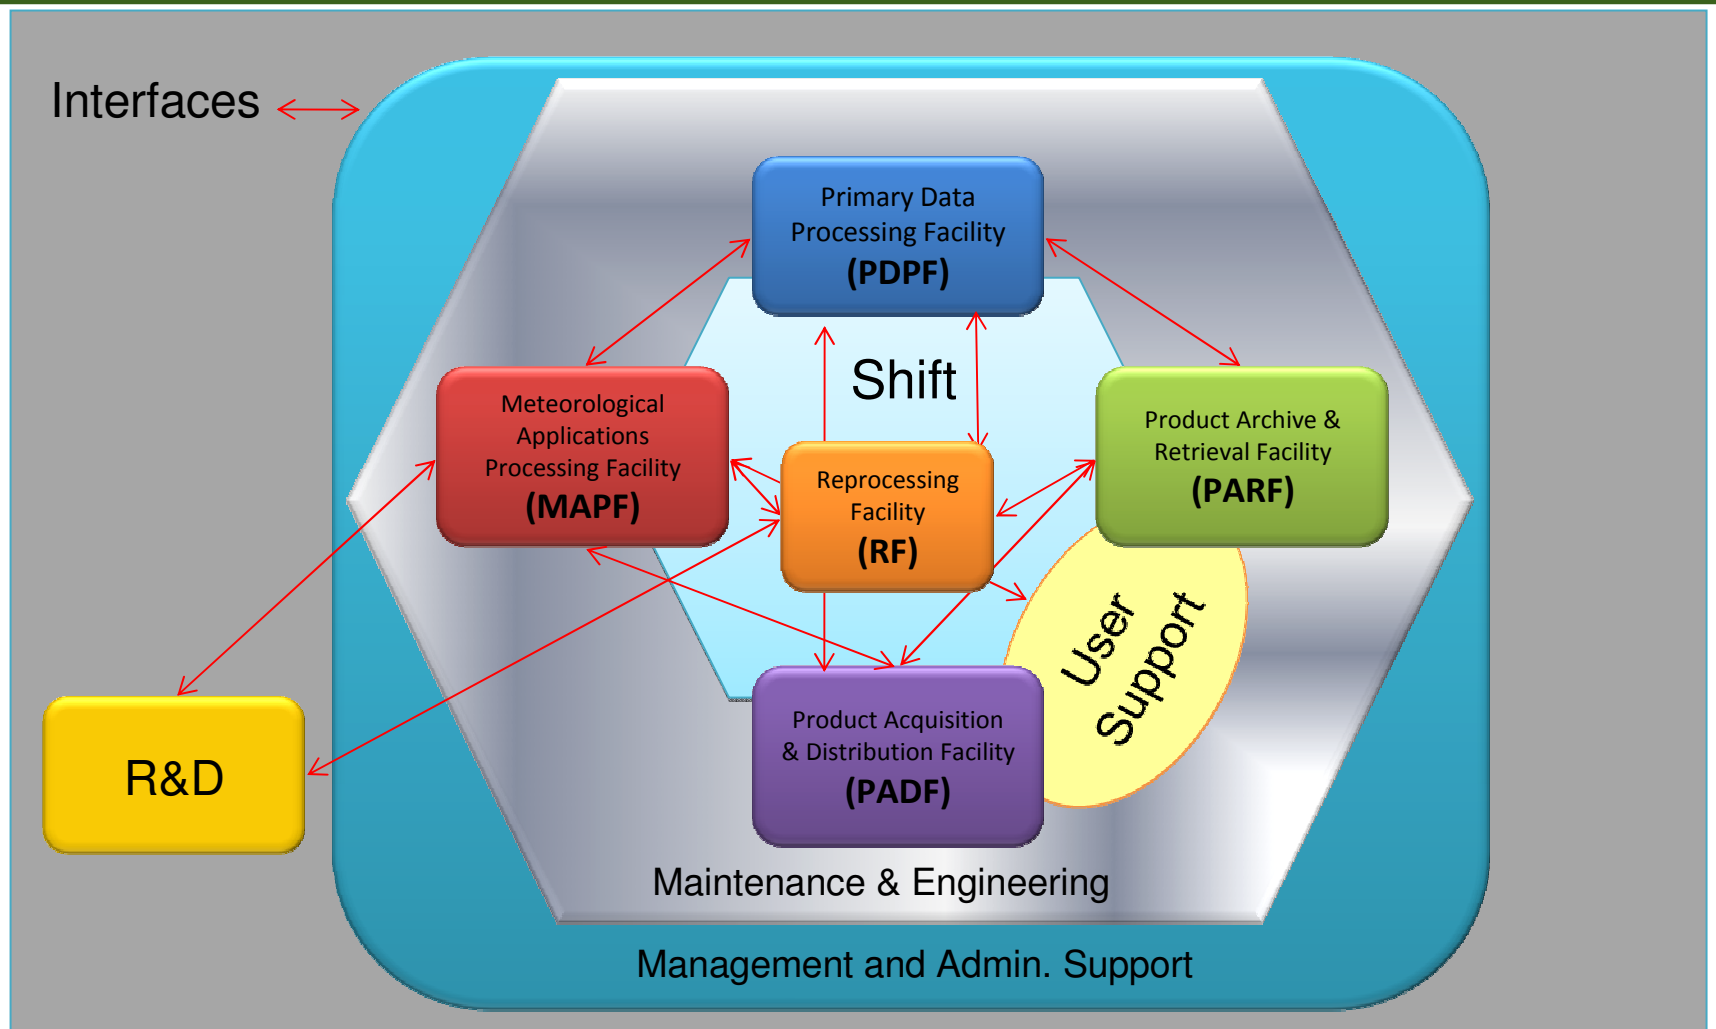 Interfaces
Primary Data
Processing Facility
(PDPF)
Shift
Meteorological
Applications
Processing Facility
(MAPF)
Reprocessing
Facility
(RF)
Product Archive &
Retrieval Facility
(PARF)
User
Support
R&D
Product Acquisition
& Distribution Facility
(PADF)
Maintenance & Engineering
Management and Admin. Support